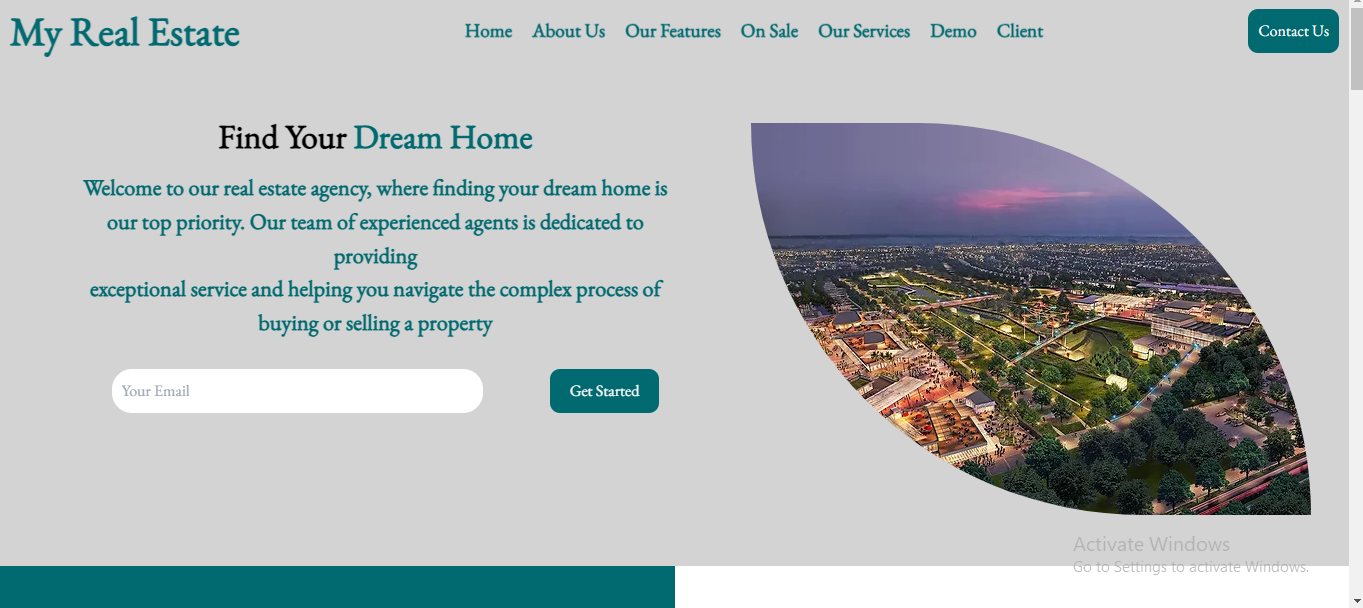 My Real Estate
Home About Us Our Features On Sale Our Services Demo Client
Contact Us
Find Your Dream Home
Welcome to our real estate agency, where finding your dream home is
our top priority. Our team of experienced agents is dedicated to
providing
exceptional service and helping you navigate the complex process of
buying or selling a property
Your Email
Get Started
Activate Windows
Go to Settings to activate Windows.